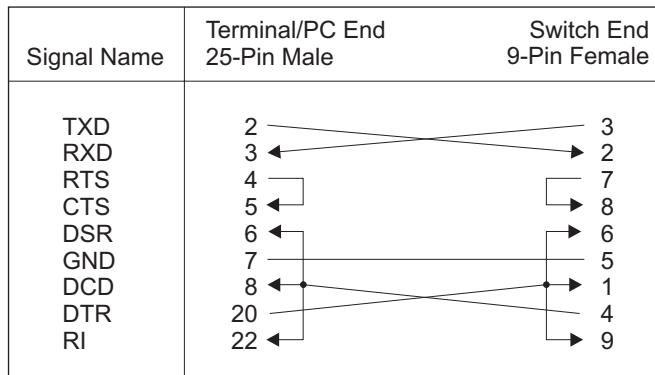 Terminal/PC End Switch End
Signal Name 25-Pin Male 9-Pin Female
TXD 2 3
RXD 3 2
RTS 4 7
CTS 5 8
DSR 6 6
GND 7 5
DCD 8 1
DTR 20 4
RI 22 9